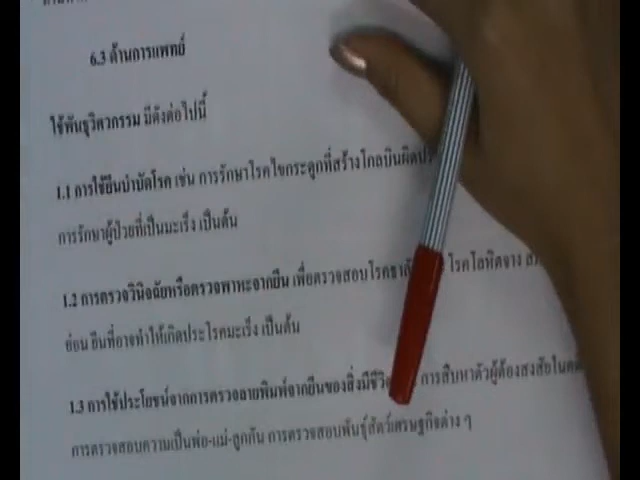 6.3 ด้านการแพทย์
ใช้พันธุวิศวกรรม มีดังต่อไปนี้
1.1 การใช้ยีนบำบัดโรค เช่น การรักษาโรคไขกระดูกที่สร้างโกลบินผิดป
การรักษาผู้ป่วยที่เป็นมะเร็ง เป็นต้น
1.2 การตรวจวินิจฉัยหรือตรวจพาหะจากยีน เพื่อตรวจสอบโรค โรคโลหิตจาง
อ่อน ยีนที่อาจทำให้เกิดประโรคมะเร็ง เป็นต้น
1.3 การใช้ประโยชน์จากการตรวจลายพิมพ์จากยีนของสิ่งมีชีวิต การสืบหาตัวผู้ต้องสงสัยใน
การตรวจสอบความเป็นพ่อ-แม่-ลูกกัน การตรวจสอบพันธุ์สัตว์เศรษฐกิจต่าง ๆ